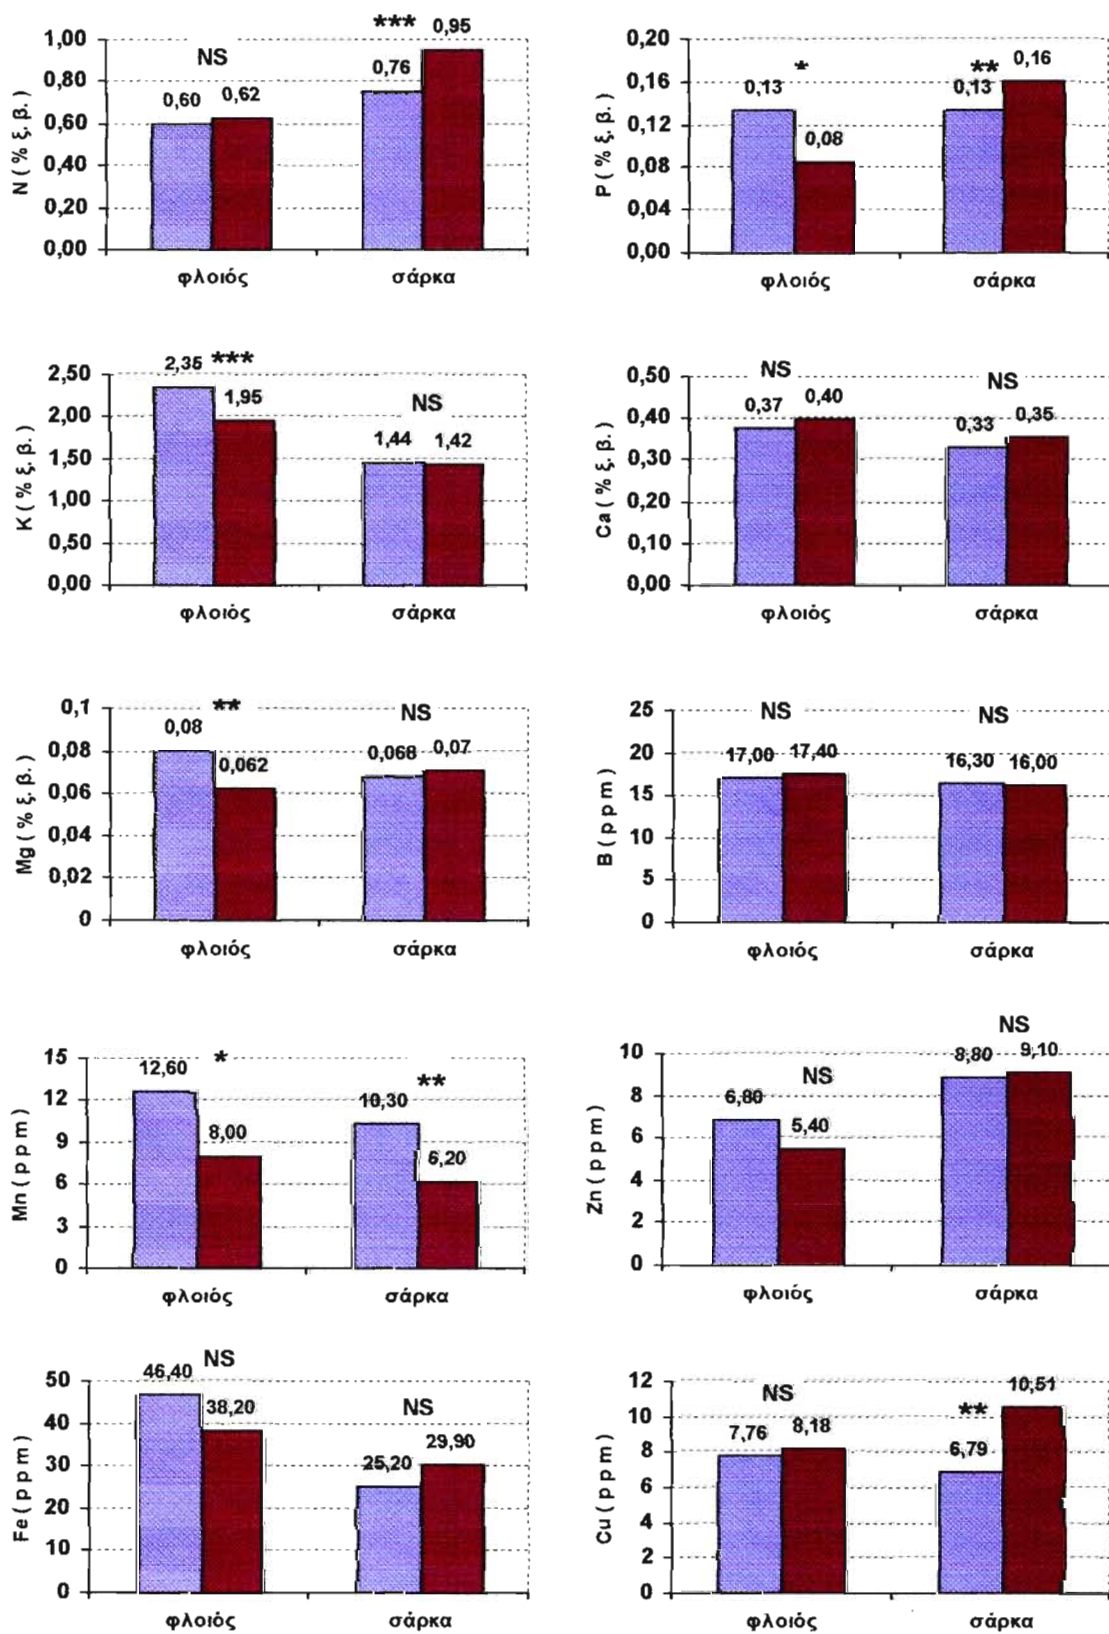 N ( % ξ. β.)
1,00
0,80
0,60
0,40
0,20
0,00
NS
***
0,60
0,62
0,76
0,95
φλοιός
σάρκα
P ( % ξ. β.)
0,20
0,16
0,12
0,08
0,04
0,00
*
**
0,13
0,08
0,13
0,16
φλοιός
σάρκα
K ( % ξ. β.)
2,50
2,00
1,50
1,00
0,50
0,00
***
NS
2,35
1,95
1,44
1,42
φλοιός
σάρκα
Ca ( % ξ. β.)
0,50
0,40
0,30
0,20
0,10
0,00
NS
NS
0,37
0,40
0,33
0,35
φλοιός
σάρκα
Mg ( % ξ. β.)
0,1
0,08
0,06
0,04
0,02
0
**
NS
0,08
0,062
0,068
0,07
φλοιός
σάρκα
B ( p p m )
25
20
15
10
5
0
NS
NS
17,00
17,40
16,30
16,00
φλοιός
σάρκα
Mn ( p p m )
15
12
9
6
3
0
*
**
12,60
8,00
10,30
6,20
φλοιός
σάρκα
Zn ( p p m )
10
8
6
4
2
0
NS
NS
6,80
5,40
8,80
9,10
φλοιός
σάρκα
Fe ( p p m )
50
40
30
20
10
0
NS
NS
46,40
38,20
25,20
29,90
φλοιός
σάρκα
Cu ( p p m )
12
10
8
6
4
2
0
NS
**
7,76
8,18
6,79
10,51
φλοιός
σάρκα